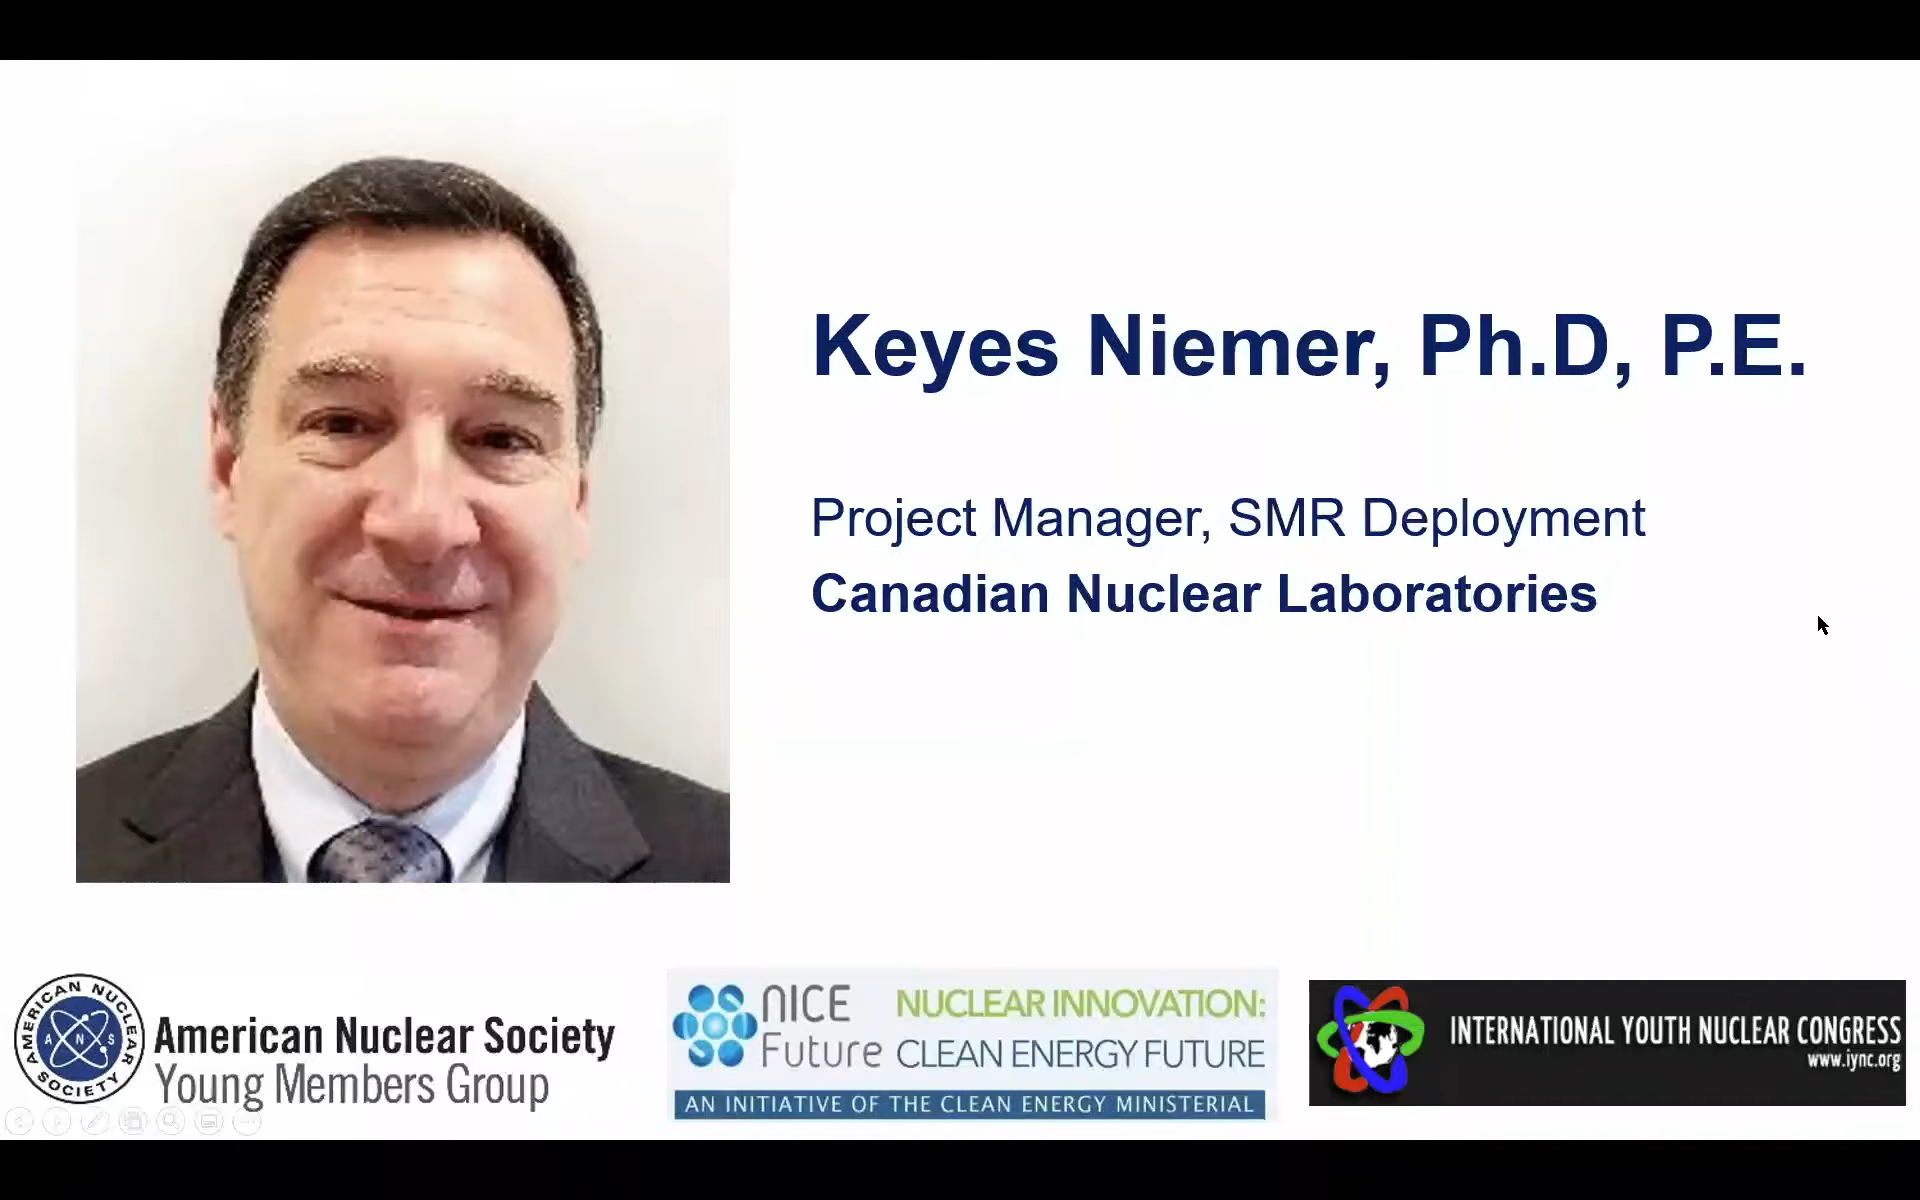 Keyes Niemer, Ph.D, P.E.
Project Manager, SMR Deployment
Canadian Nuclear Laboratories
AMERICAN NUCLEAR SOCIETY
ANS
American Nuclear Society
Young Members Group
NICE Future
NUCLEAR INNOVATION:
CLEAN ENERGY FUTURE
AN INITIATIVE OF THE CLEAN ENERGY MINISTERIAL
INTERNATIONAL YOUTH NUCLEAR CONGRESS
www.iync.org